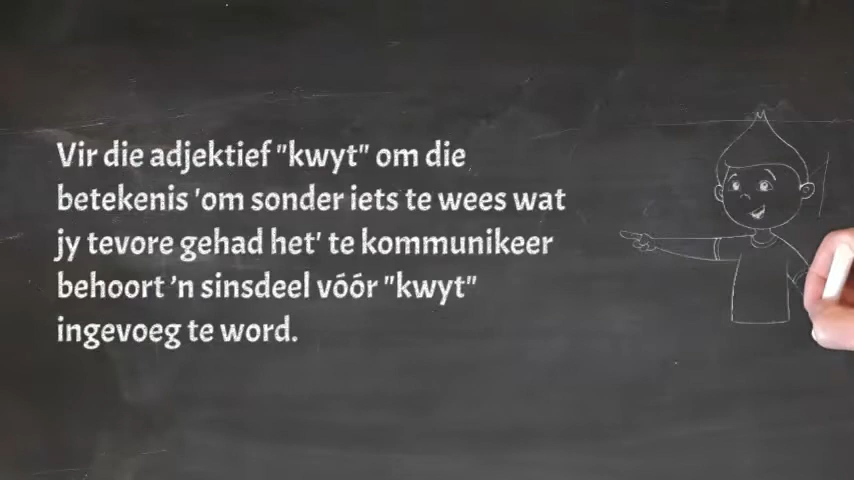 Vir die adjektief "kwyt" om die
betekenis 'om sonder iets te wees wat
jy tevore gehad het' te kommunikeer
behoort ’n sinsdeel vóór "kwyt"
ingevoeg te word.